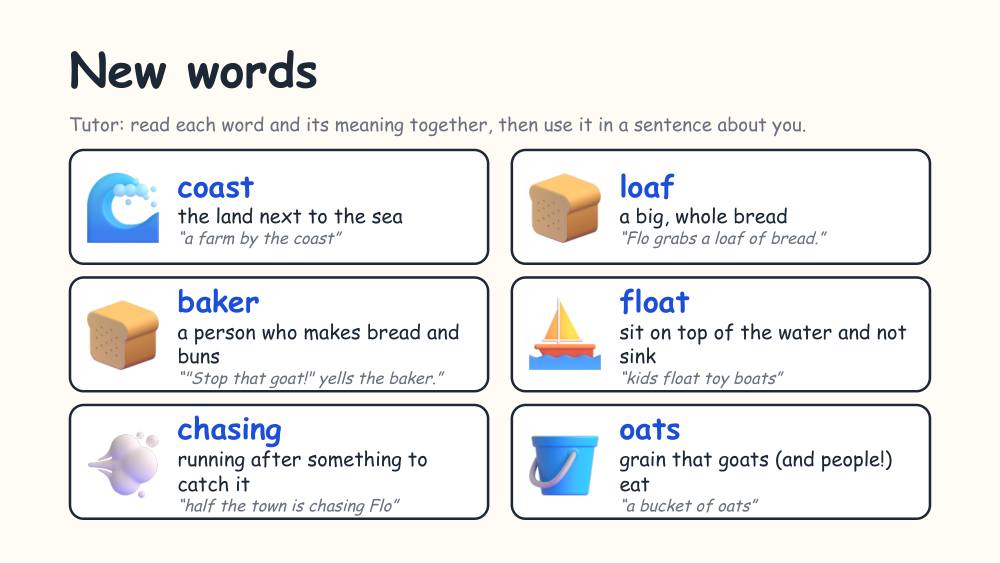 New words
Tutor: read each word and its meaning together, then use it in a sentence about you.
coast
the land next to the sea
“a farm by the coast”
loaf
a big, whole bread
“Flo grabs a loaf of bread.”
baker
a person who makes bread and
buns
“"Stop that goat!" yells the baker.”
float
sit on top of the water and not
sink
“kids float toy boats”
chasing
running after something to
catch it
“half the town is chasing Flo”
oats
grain that goats (and people!)
eat
“a bucket of oats”